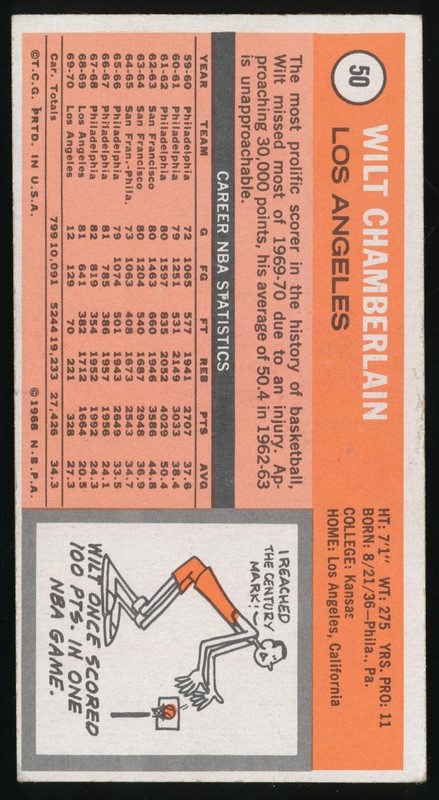 50
WILT CHAMBERLAIN
LOS ANGELES
HT: 7'1" WT: 275 YRS. PRO: 11
BORN: 8/21/36—Phila., Pa.
COLLEGE: Kansas
HOME: Los Angeles, California
The most prolific scorer in the history of basketball,
Wilt missed most of 1969-70 due to an injury. Ap-
proaching 30,000 points, his average of 50.4 in 1962-63
is unapproachable.
CAREER NBA STATISTICS
YEAR TEAM G FG FT REB PTS AVG
59-60 Philadelphia 72 1065 577 1941 2707 37.6
60-61 Philadelphia 79 1251 531 2149 3033 38.4
61-62 Philadelphia 80 1597 835 2052 4029 50.4
62-63 San Francisco 80 1463 660 1946 3586 44.8
63-64 San Francisco 80 1204 540 1687 2948 36.9
64-65 San Fran.-Phila. 73 1063 408 1673 2543 34.7
65-66 Philadelphia 79 1074 501 1943 2649 33.5
66-67 Philadelphia 81 785 386 1957 1956 24.1
67-68 Philadelphia 82 819 354 1952 1992 24.3
68-69 Los Angeles 81 641 382 1712 1664 20.5
69-70 Los Angeles 12 129 70 221 328 27.3
Car. Totals 799 10,091 5244 19,233 27,426 34.3
©T.C.G. PRTD. IN U.S.A. ©1968 N.B.P.A.
I REACHED
THE CENTURY
MARK!
WILT ONCE SCORED
100 PTS. IN ONE
NBA GAME.